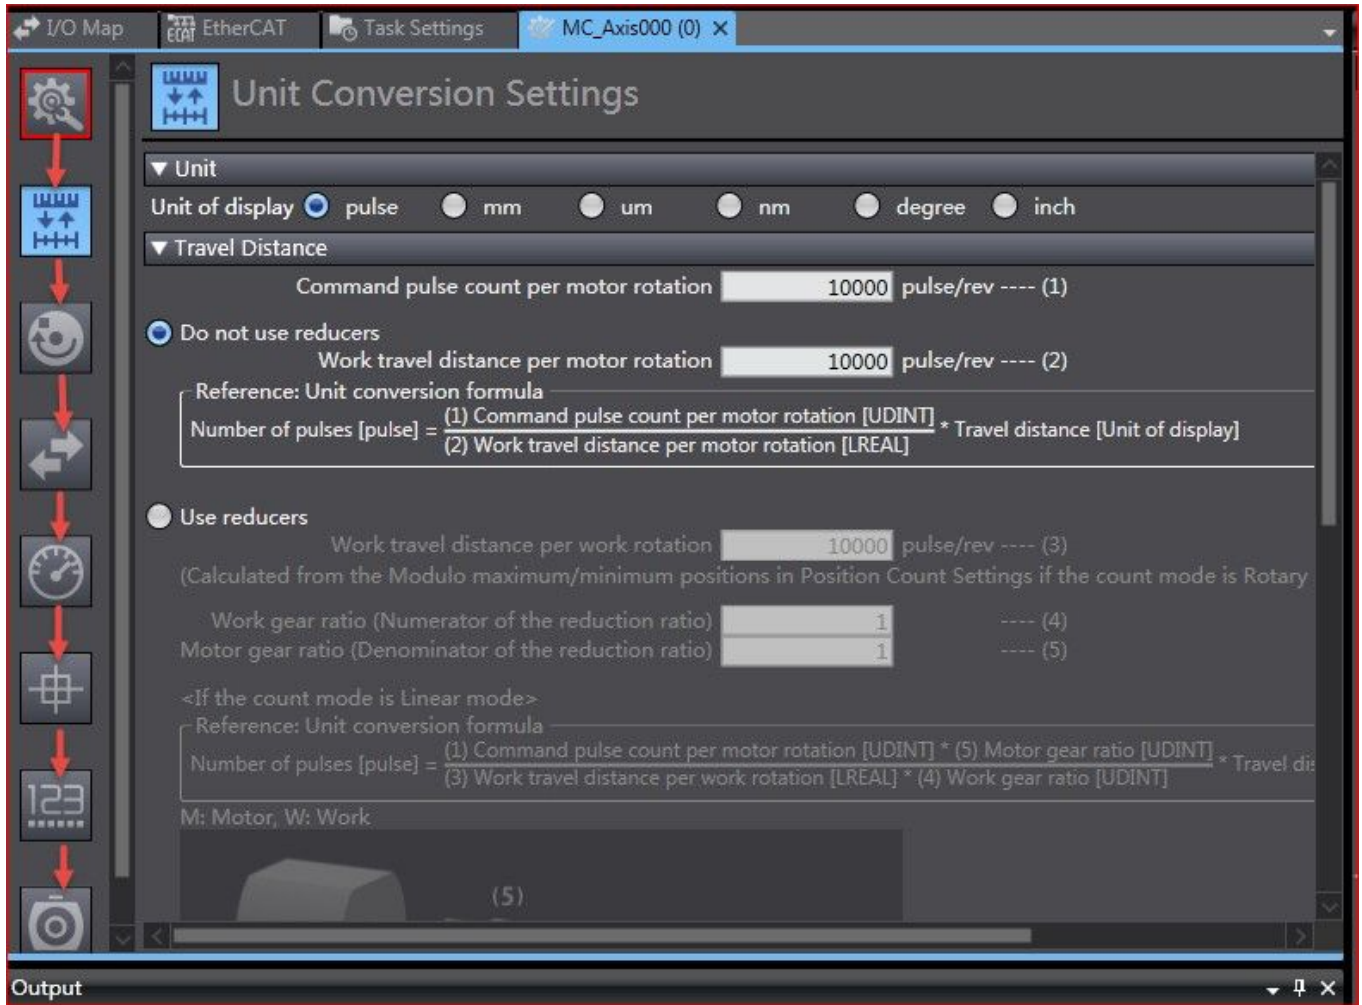 I/O Map
ECAT EtherCAT
Task Settings
MC_Axis000 (0)
Unit Conversion Settings
Unit
Unit of display pulse mm um nm degree inch
Travel Distance
Command pulse count per motor rotation 10000 pulse/rev ---- (1)
Do not use reducers
Work travel distance per motor rotation 10000 pulse/rev ---- (2)
Reference: Unit conversion formula
(1) Command pulse count per motor rotation [UDINT]
Number of pulses [pulse] = * Travel distance [Unit of display]
(2) Work travel distance per motor rotation [LREAL]
Use reducers
Work travel distance per work rotation 10000 pulse/rev ---- (3)
(Calculated from the Modulo maximum/minimum positions in Position Count Settings if the count mode is Rotary
Work gear ratio (Numerator of the reduction ratio) 1 ---- (4)
Motor gear ratio (Denominator of the reduction ratio) 1 ---- (5)
<If the count mode is Linear mode>
Reference: Unit conversion formula
(1) Command pulse count per motor rotation [UDINT] * (5) Motor gear ratio [UDINT]
Number of pulses [pulse] = * Travel dis
(3) Work travel distance per work rotation [LREAL] * (4) Work gear ratio [UDINT]
M: Motor, W: Work
(5)
123
Output